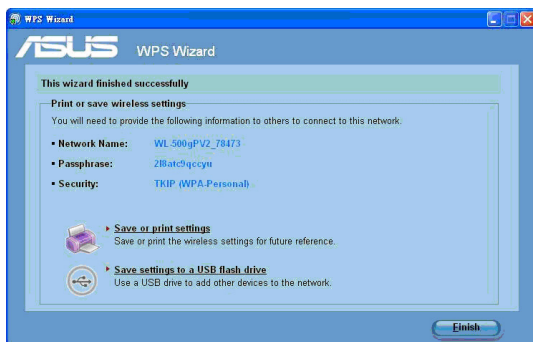 WPS Wizard
ASUS WPS Wizard
This wizard finished successfully
Print or save wireless settings
You will need to provide the following information to others to connect to this network.
▪ Network Name: WL-500gPV2_78473
▪ Passphrase: 2l8atc9qccyu
▪ Security: TKIP (WPA-Personal)
Save or print settings
Save or print the wireless settings for future reference.
Save settings to a USB flash drive
Use a USB drive to add other devices to the network.
Finish